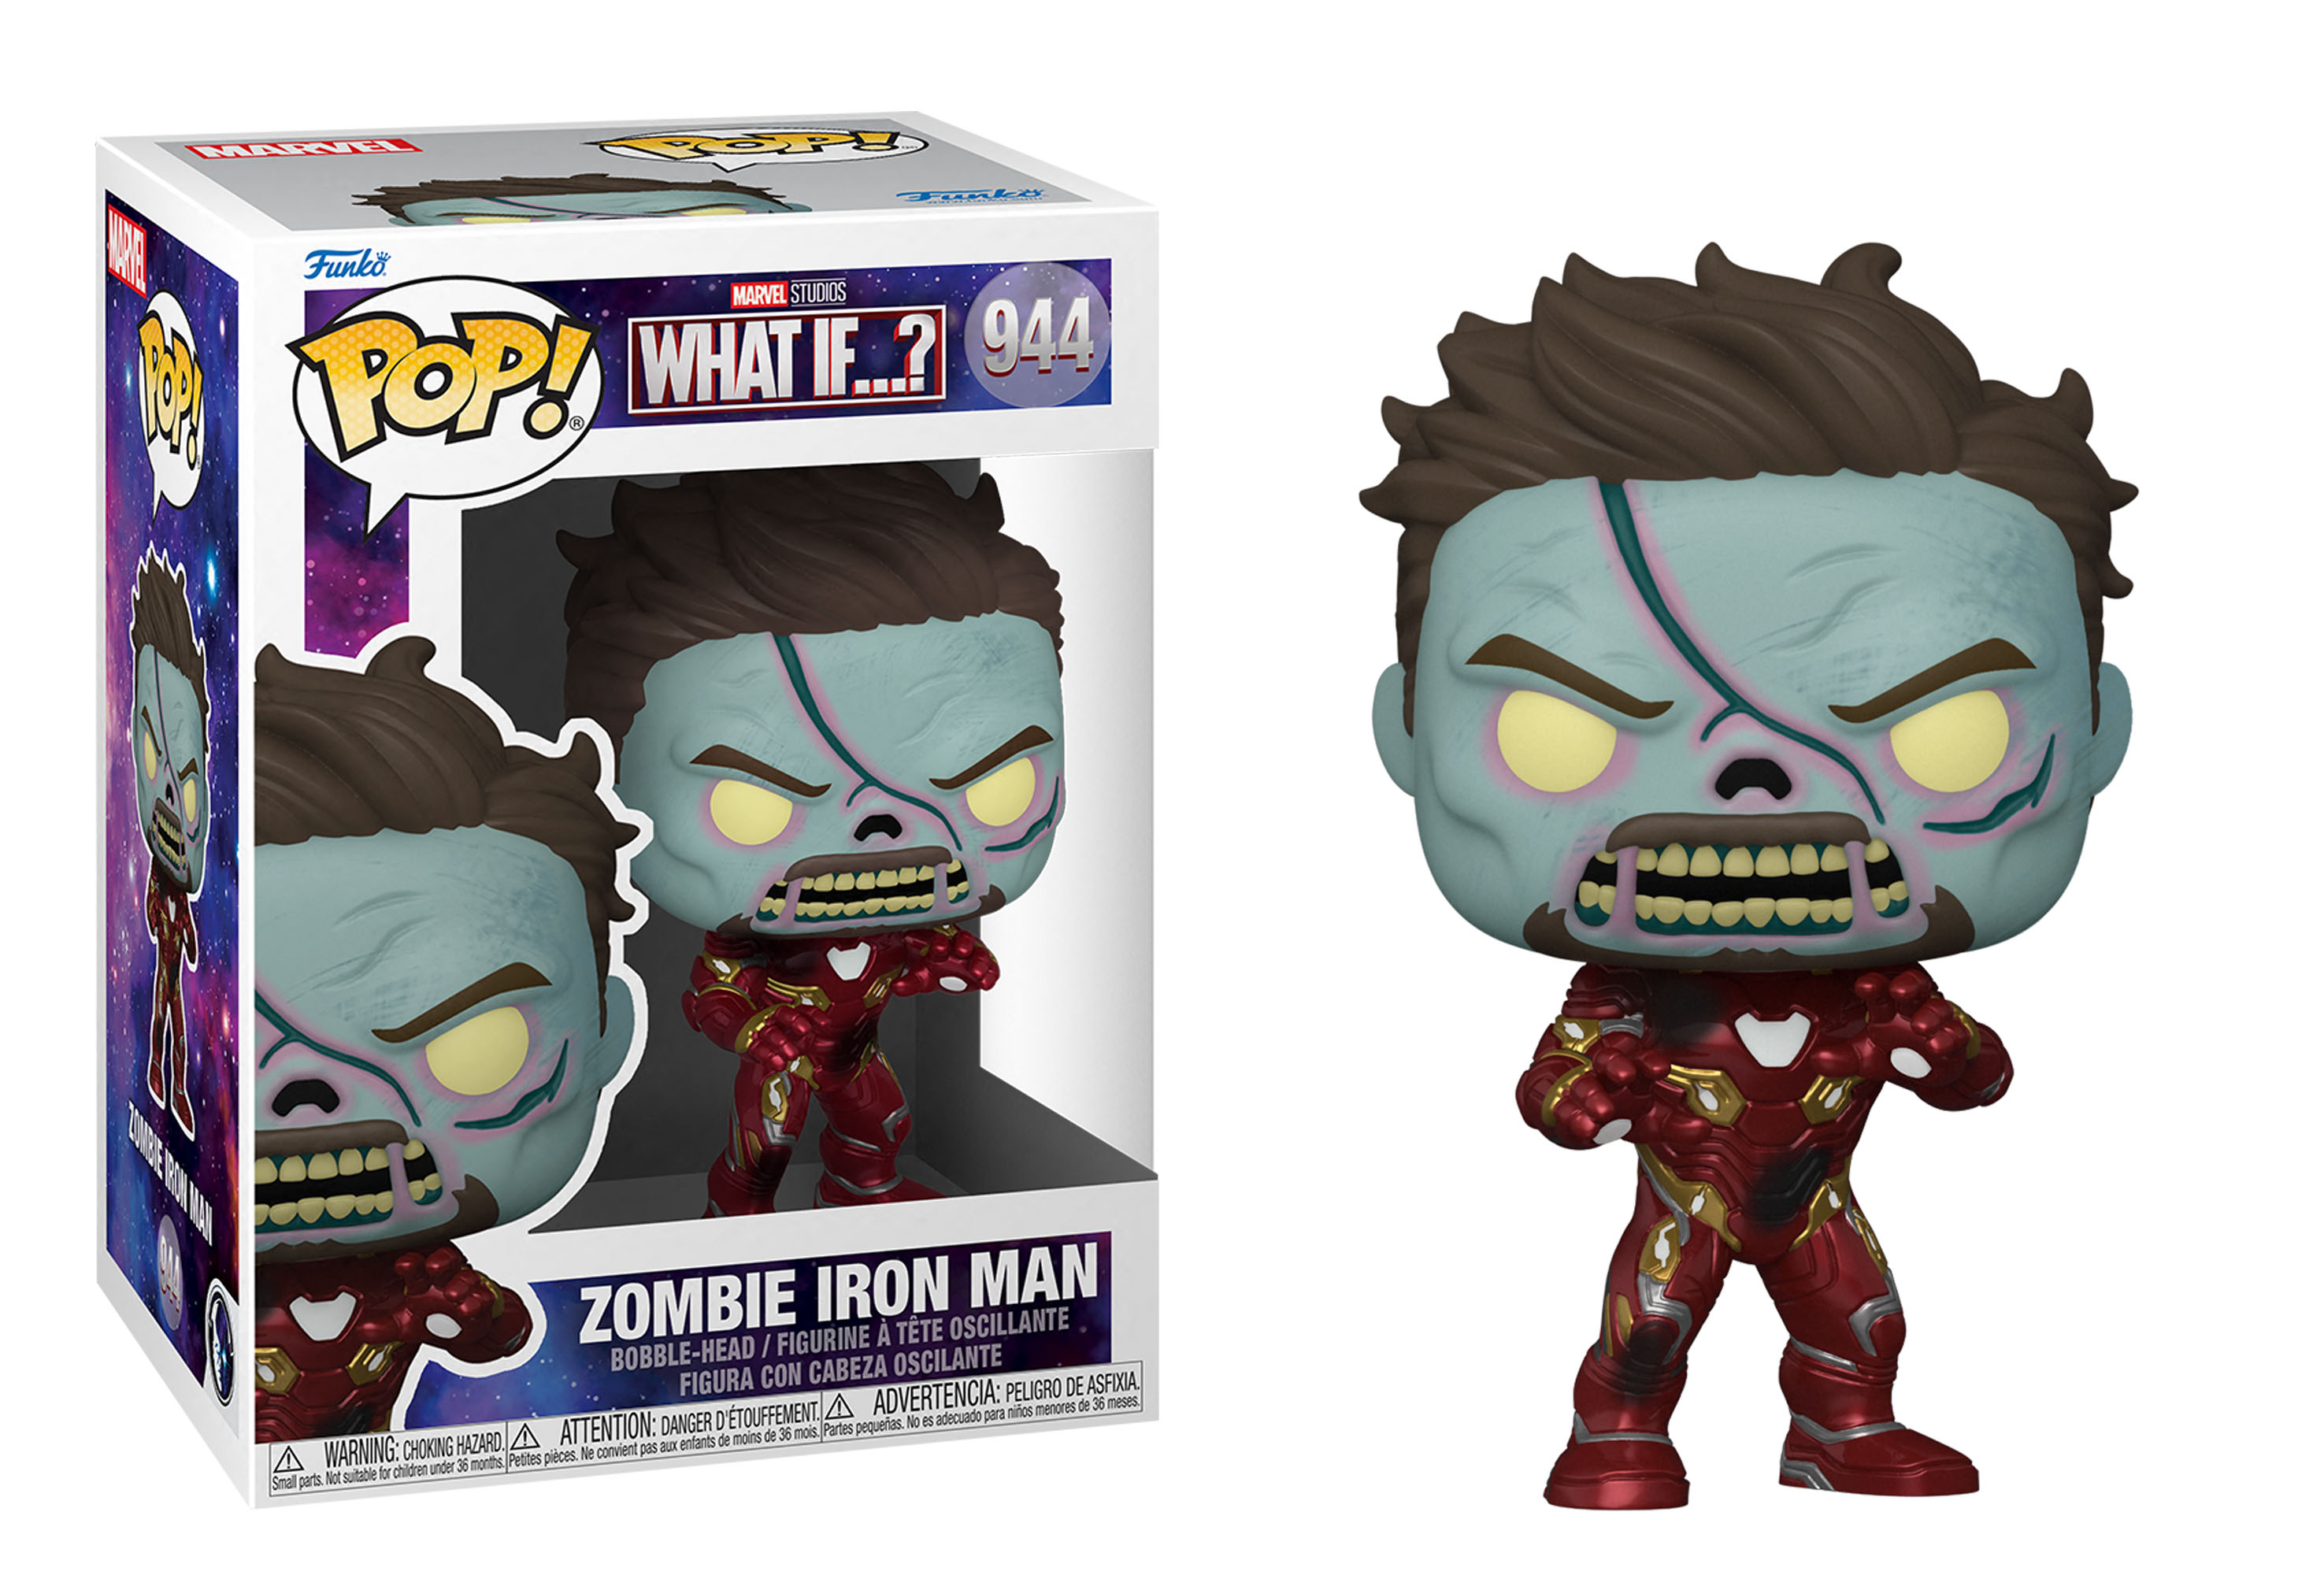 MARVEL
POP!
Funko
MARVEL
POP!
ZOMBIE IRON MAN
944
Funko
POP!®
MARVEL STUDIOS
WHAT IF...?
944
ZOMBIE IRON MAN
BOBBLE-HEAD / FIGURINE À TÊTE OSCILLANTE
FIGURA CON CABEZA OSCILANTE
WARNING: CHOKING HAZARD.
Small parts. Not suitable for children under 36 months.
ATTENTION: DANGER D'ÉTOUFFEMENT.
Petites pièces. Ne convient pas aux enfants de moins de 36 mois.
ADVERTENCIA: PELIGRO DE ASFIXIA.
Partes pequeñas. No es adecuado para niños menores de 36 meses.